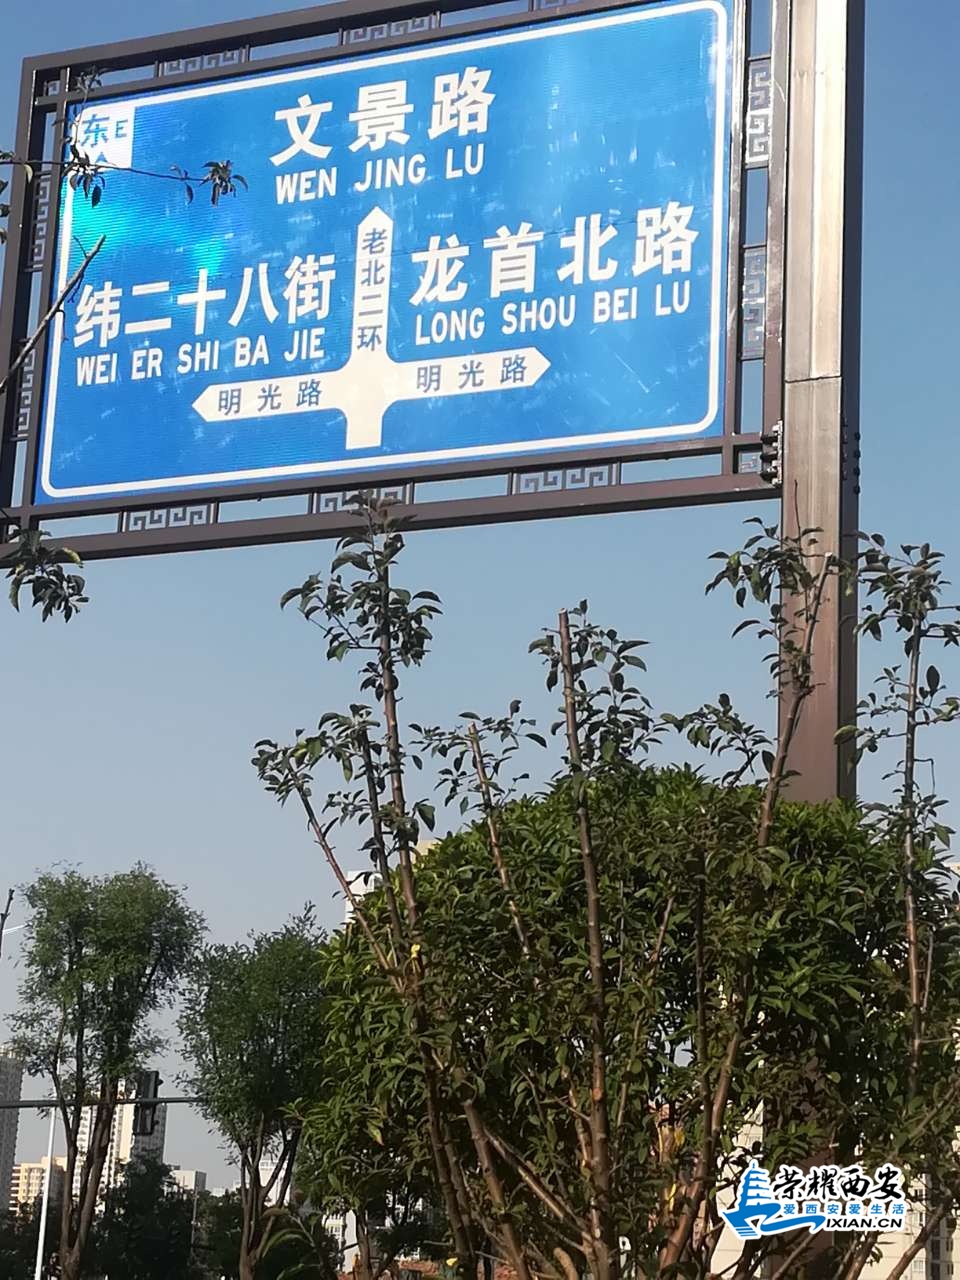 东 E
文景路
WEN JING LU
老北二环
纬二十八街
WEI ER SHI BA JIE
龙首北路
LONG SHOU BEI LU
明光路
明光路
荣耀西安
爱西安爱生活
IXIAN.CN